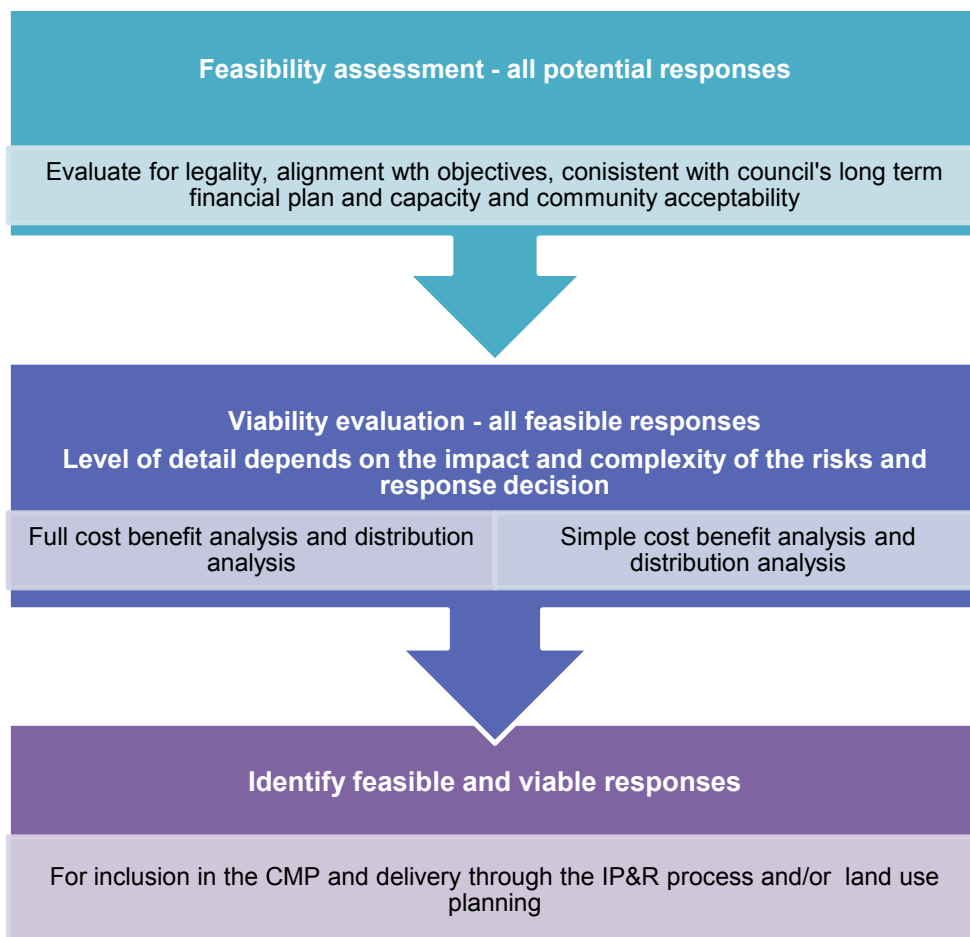 Feasibility assessment - all potential responses
Evaluate for legality, alignment wth objectives, conisistent with council's long term
financial plan and capacity and community acceptability
Viability evaluation - all feasible responses
Level of detail depends on the impact and complexity of the risks and
response decision
Full cost benefit analysis and distribution
analysis
Simple cost benefit analysis and
distribution analysis
Identify feasible and viable responses
For inclusion in the CMP and delivery through the IP&R process and/or land use
planning